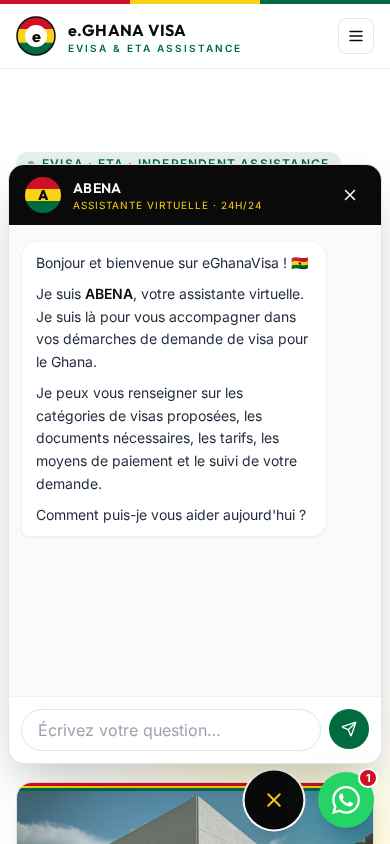 e
e.GHANA VISA
EVISA & ETA ASSISTANCE
EVISA · ETA · INDEPENDENT ASSISTANCE
A
ABENA
ASSISTANTE VIRTUELLE · 24H/24
Bonjour et bienvenue sur eGhanaVisa ! 🇬🇭
Je suis ABENA, votre assistante virtuelle.
Je suis là pour vous accompagner dans
vos démarches de demande de visa pour
le Ghana.
Je peux vous renseigner sur les
catégories de visas proposées, les
documents nécessaires, les tarifs, les
moyens de paiement et le suivi de votre
demande.
Comment puis-je vous aider aujourd'hui ?
Écrivez votre question...
1